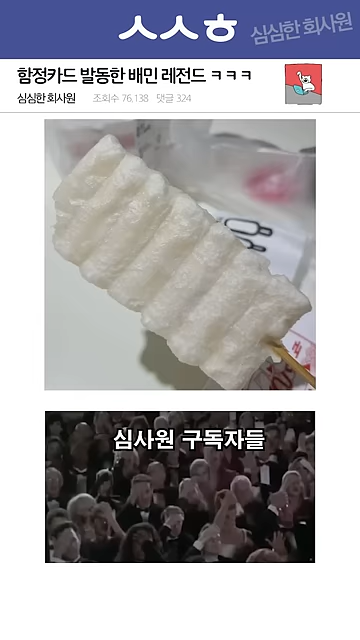 ㅅㅅㅎ 심심한 회사원
함정카드 발동한 배민 레전드 ㅋㅋㅋ
심심한 회사원 조회수 76,138 댓글 324
심사원 구독자들